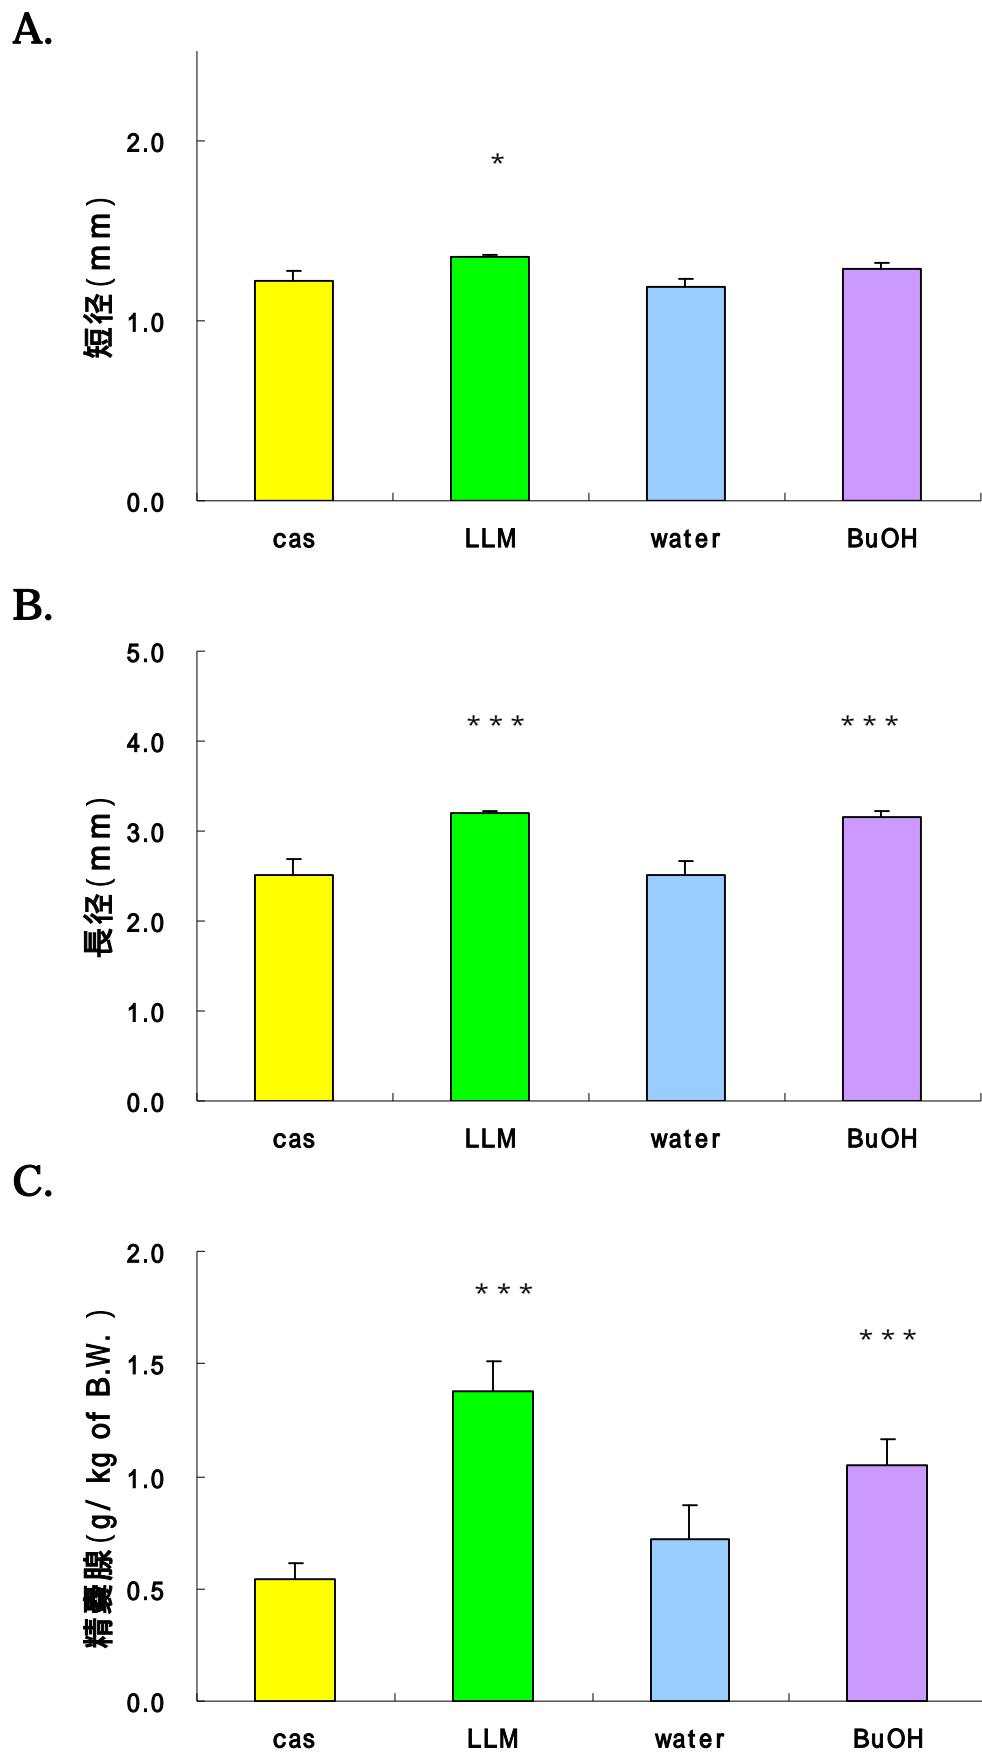 A.
短径(mm)
2.0
*
1.0
0.0
cas LLM water BuOH
B.
長径(mm)
5.0
*** ***
4.0
3.0
2.0
1.0
0.0
cas LLM water BuOH
C.
精嚢腺(g/ kg of B.W. )
2.0
***
***
1.5
1.0
0.5
0.0
cas LLM water BuOH